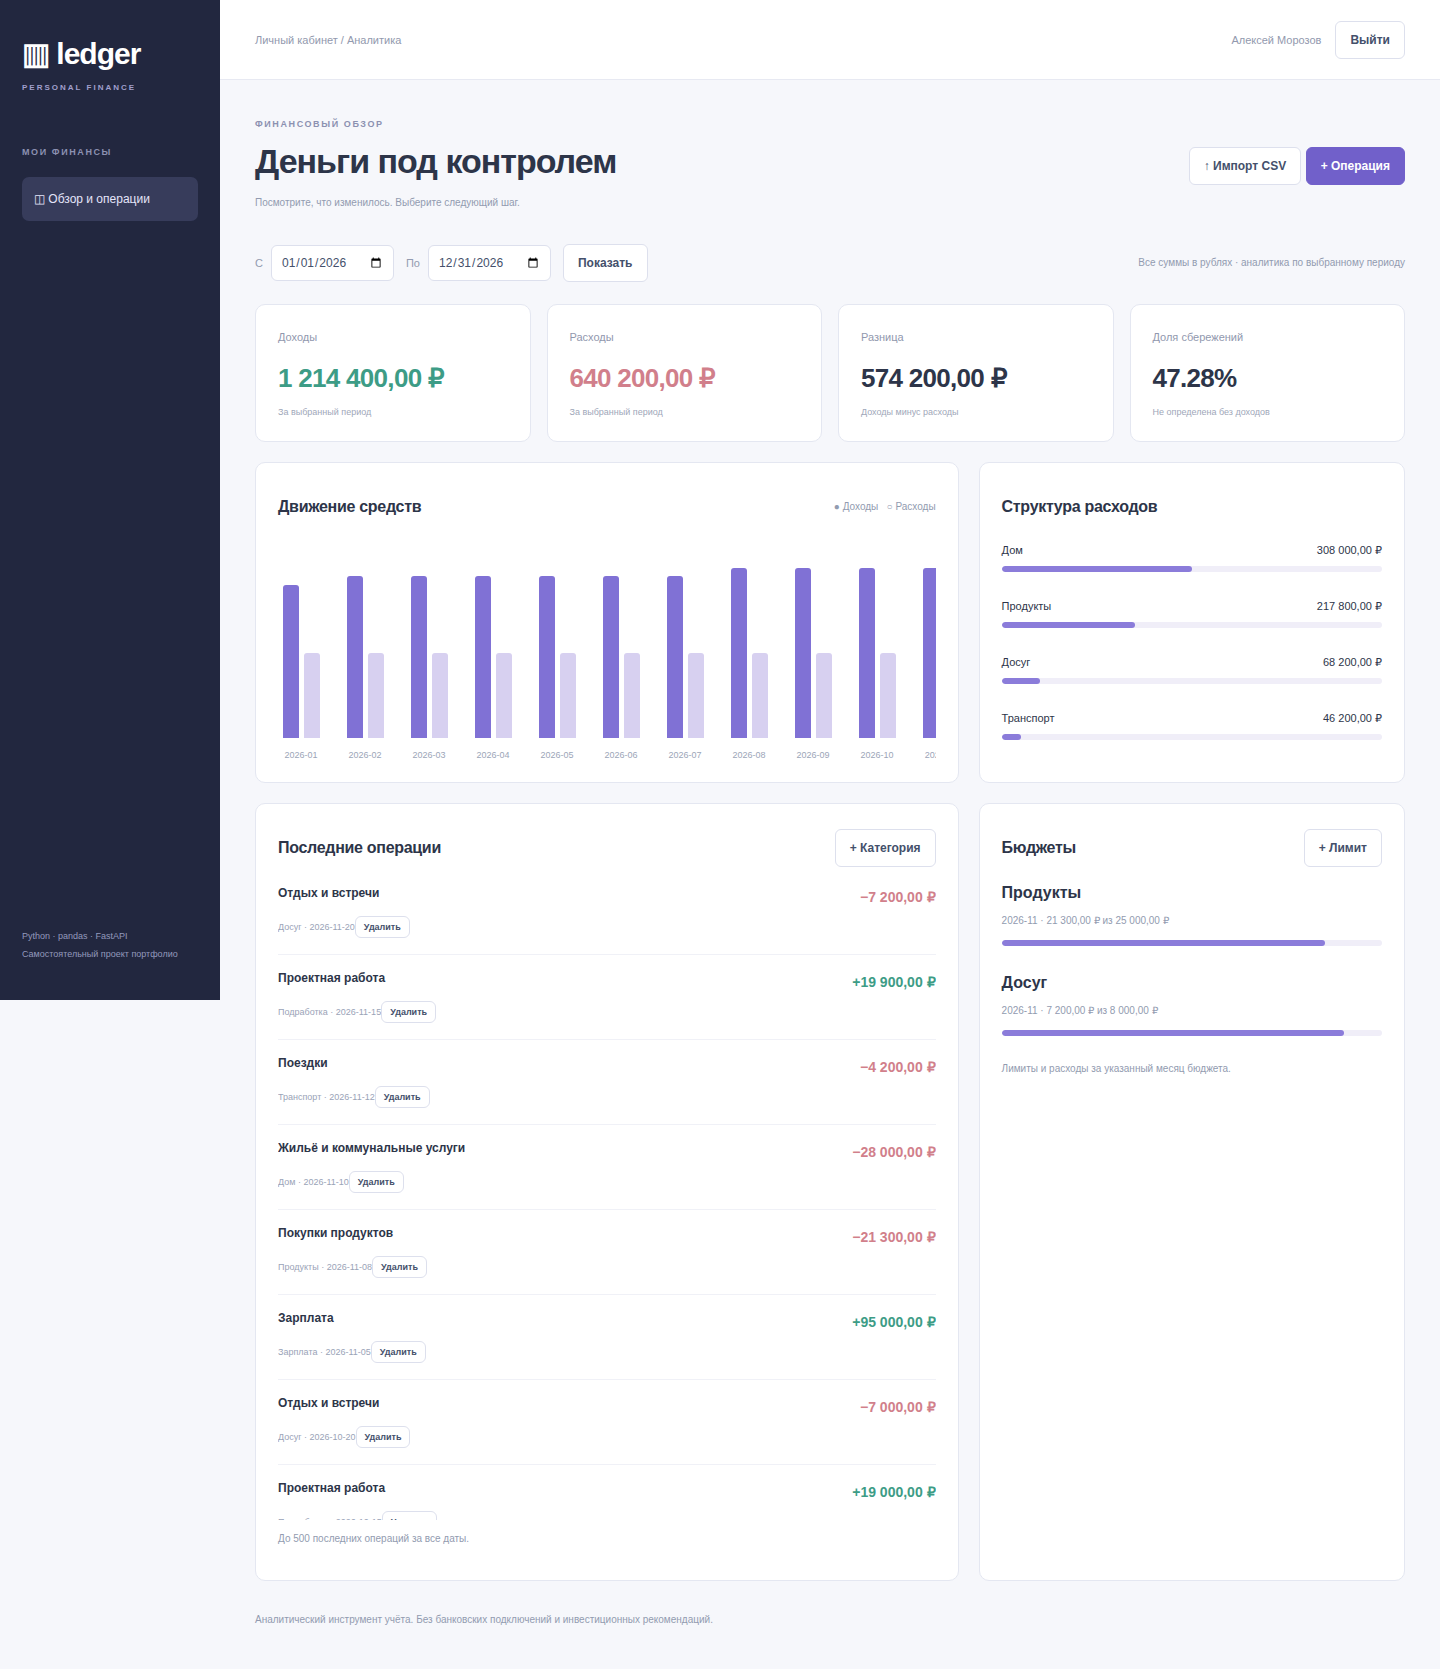 ledger
PERSONAL FINANCE
МОИ ФИНАНСЫ
Обзор и операции
Python · pandas · FastAPI
Самостоятельный проект портфолио
Личный кабинет / Аналитика
Алексей Морозов
Выйти
ФИНАНСОВЫЙ ОБЗОР
Деньги под контролем
Посмотрите, что изменилось. Выберите следующий шаг.
↑ Импорт CSV
+ Операция
С 01/01/2026 По 12/31/2026 Показать
Все суммы в рублях · аналитика по выбранному периоду
Доходы
1 214 400,00 ₽
За выбранный период
Расходы
640 200,00 ₽
За выбранный период
Разница
574 200,00 ₽
Доходы минус расходы
Доля сбережений
47.28%
Не определена без доходов
Движение средств
● Доходы ○ Расходы
2026-01 2026-02 2026-03 2026-04 2026-05 2026-06 2026-07 2026-08 2026-09 2026-10
Структура расходов
Дом 308 000,00 ₽
Продукты 217 800,00 ₽
Досуг 68 200,00 ₽
Транспорт 46 200,00 ₽
Последние операции
+ Категория
Отдых и встречи −7 200,00 ₽
Досуг · 2026-11-20 Удалить
Проектная работа +19 900,00 ₽
Подработка · 2026-11-15 Удалить
Поездки −4 200,00 ₽
Транспорт · 2026-11-12 Удалить
Жильё и коммунальные услуги −28 000,00 ₽
Дом · 2026-11-10 Удалить
Покупки продуктов −21 300,00 ₽
Продукты · 2026-11-08 Удалить
Зарплата +95 000,00 ₽
Зарплата · 2026-11-05 Удалить
Отдых и встречи −7 000,00 ₽
Досуг · 2026-10-20 Удалить
Проектная работа +19 000,00 ₽
До 500 последних операций за все даты.
Бюджеты
+ Лимит
Продукты
2026-11 · 21 300,00 ₽ из 25 000,00 ₽
Досуг
2026-11 · 7 200,00 ₽ из 8 000,00 ₽
Лимиты и расходы за указанный месяц бюджета.
Аналитический инструмент учёта. Без банковских подключений и инвестиционных рекомендаций.